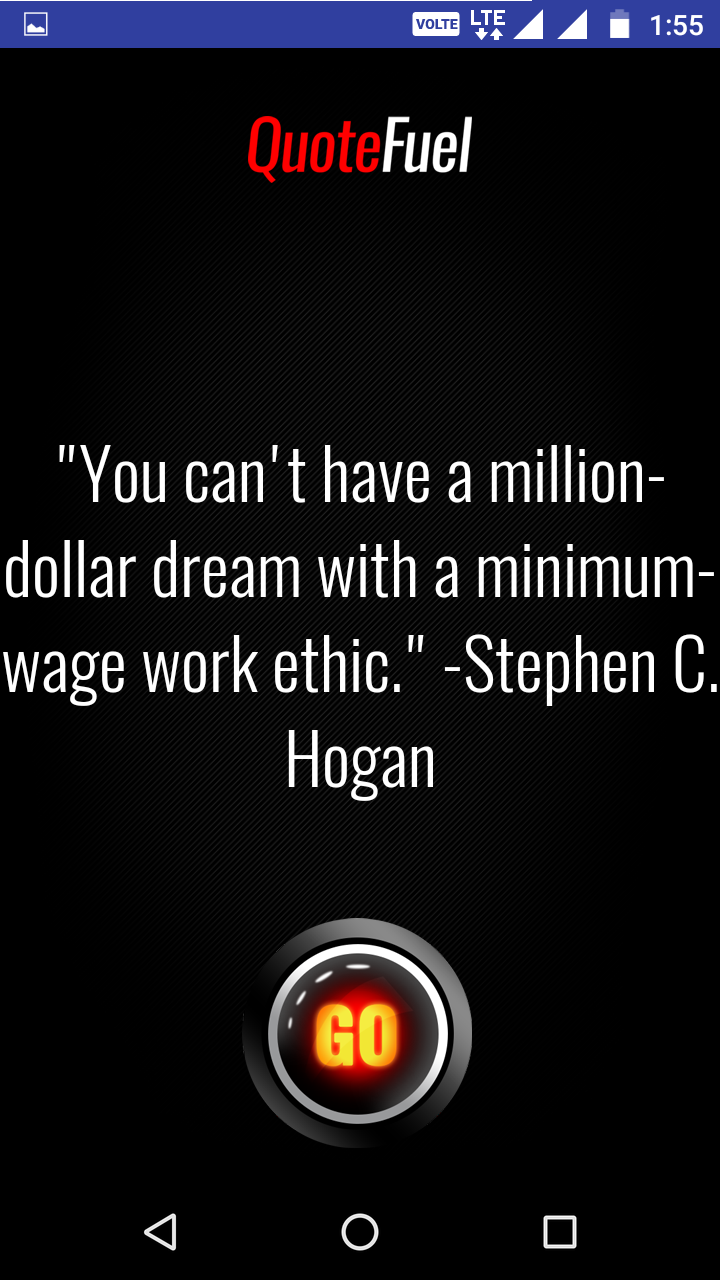 VOLTE LTE 1:55
QuoteFuel
"You can't have a million-
dollar dream with a minimum-
wage work ethic." -Stephen C.
Hogan
GO